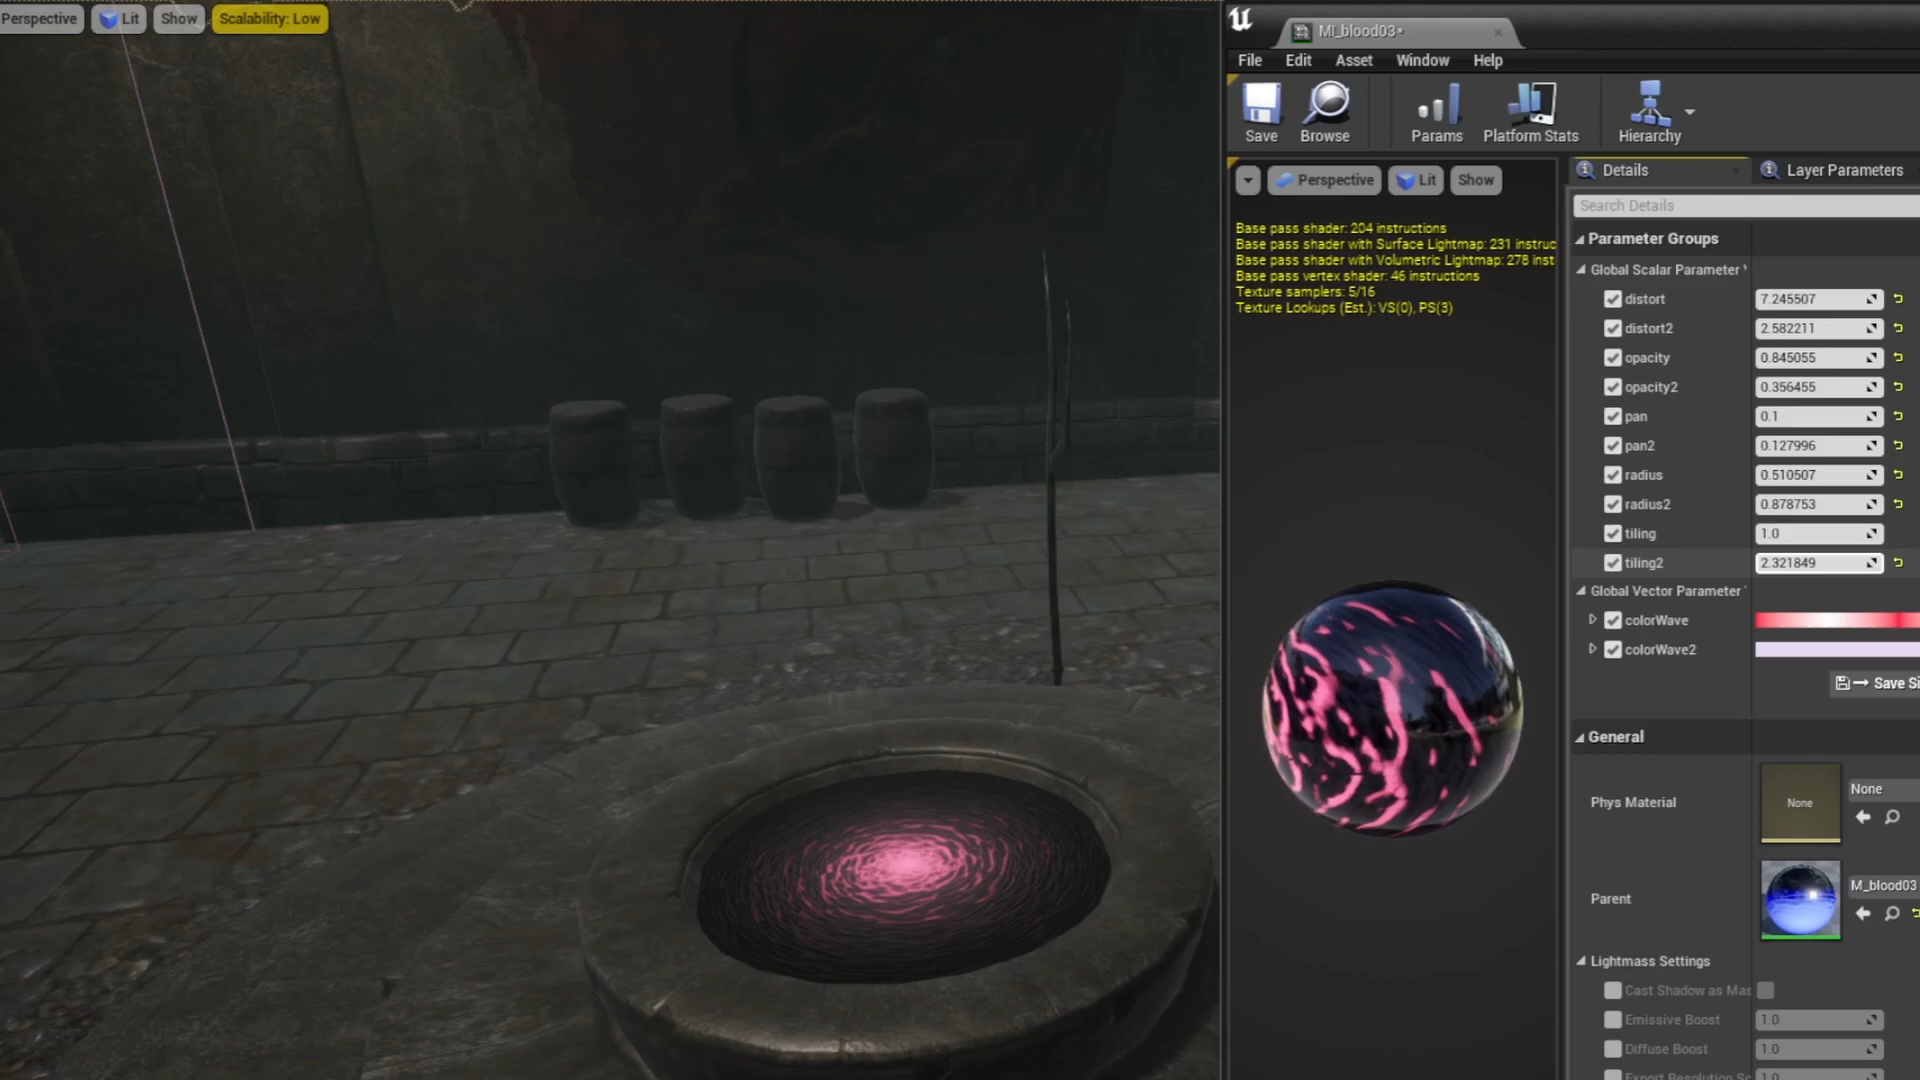 Perspective
Lit
Show
Scalability: Low
MI_blood03*
File Edit Asset Window Help
Save
Browse
Params
Platform Stats
Hierarchy
Perspective
Lit
Show
Base pass shader: 204 instructions
Base pass shader with Surface Lightmap: 231 instruc
Base pass shader with Volumetric Lightmap: 278 inst
Base pass vertex shader: 46 instructions
Texture samplers: 5/16
Texture Lookups (Est.): VS(0), PS(3)
Details
Layer Parameters
Search Details
Parameter Groups
Global Scalar Parameter
distort 7.245507
distort2 2.582211
opacity 0.845055
opacity2 0.356455
pan 0.1
pan2 0.127996
radius 0.510507
radius2 0.878753
tiling 1.0
tiling2 2.321849
Global Vector Parameter
colorWave
colorWave2
Save Si
General
Phys Material
None
None
Parent
M_blood03
Lightmass Settings
Cast Shadow as Mas
Emissive Boost 1.0
Diffuse Boost 1.0
Export Resolution Sc 1.0